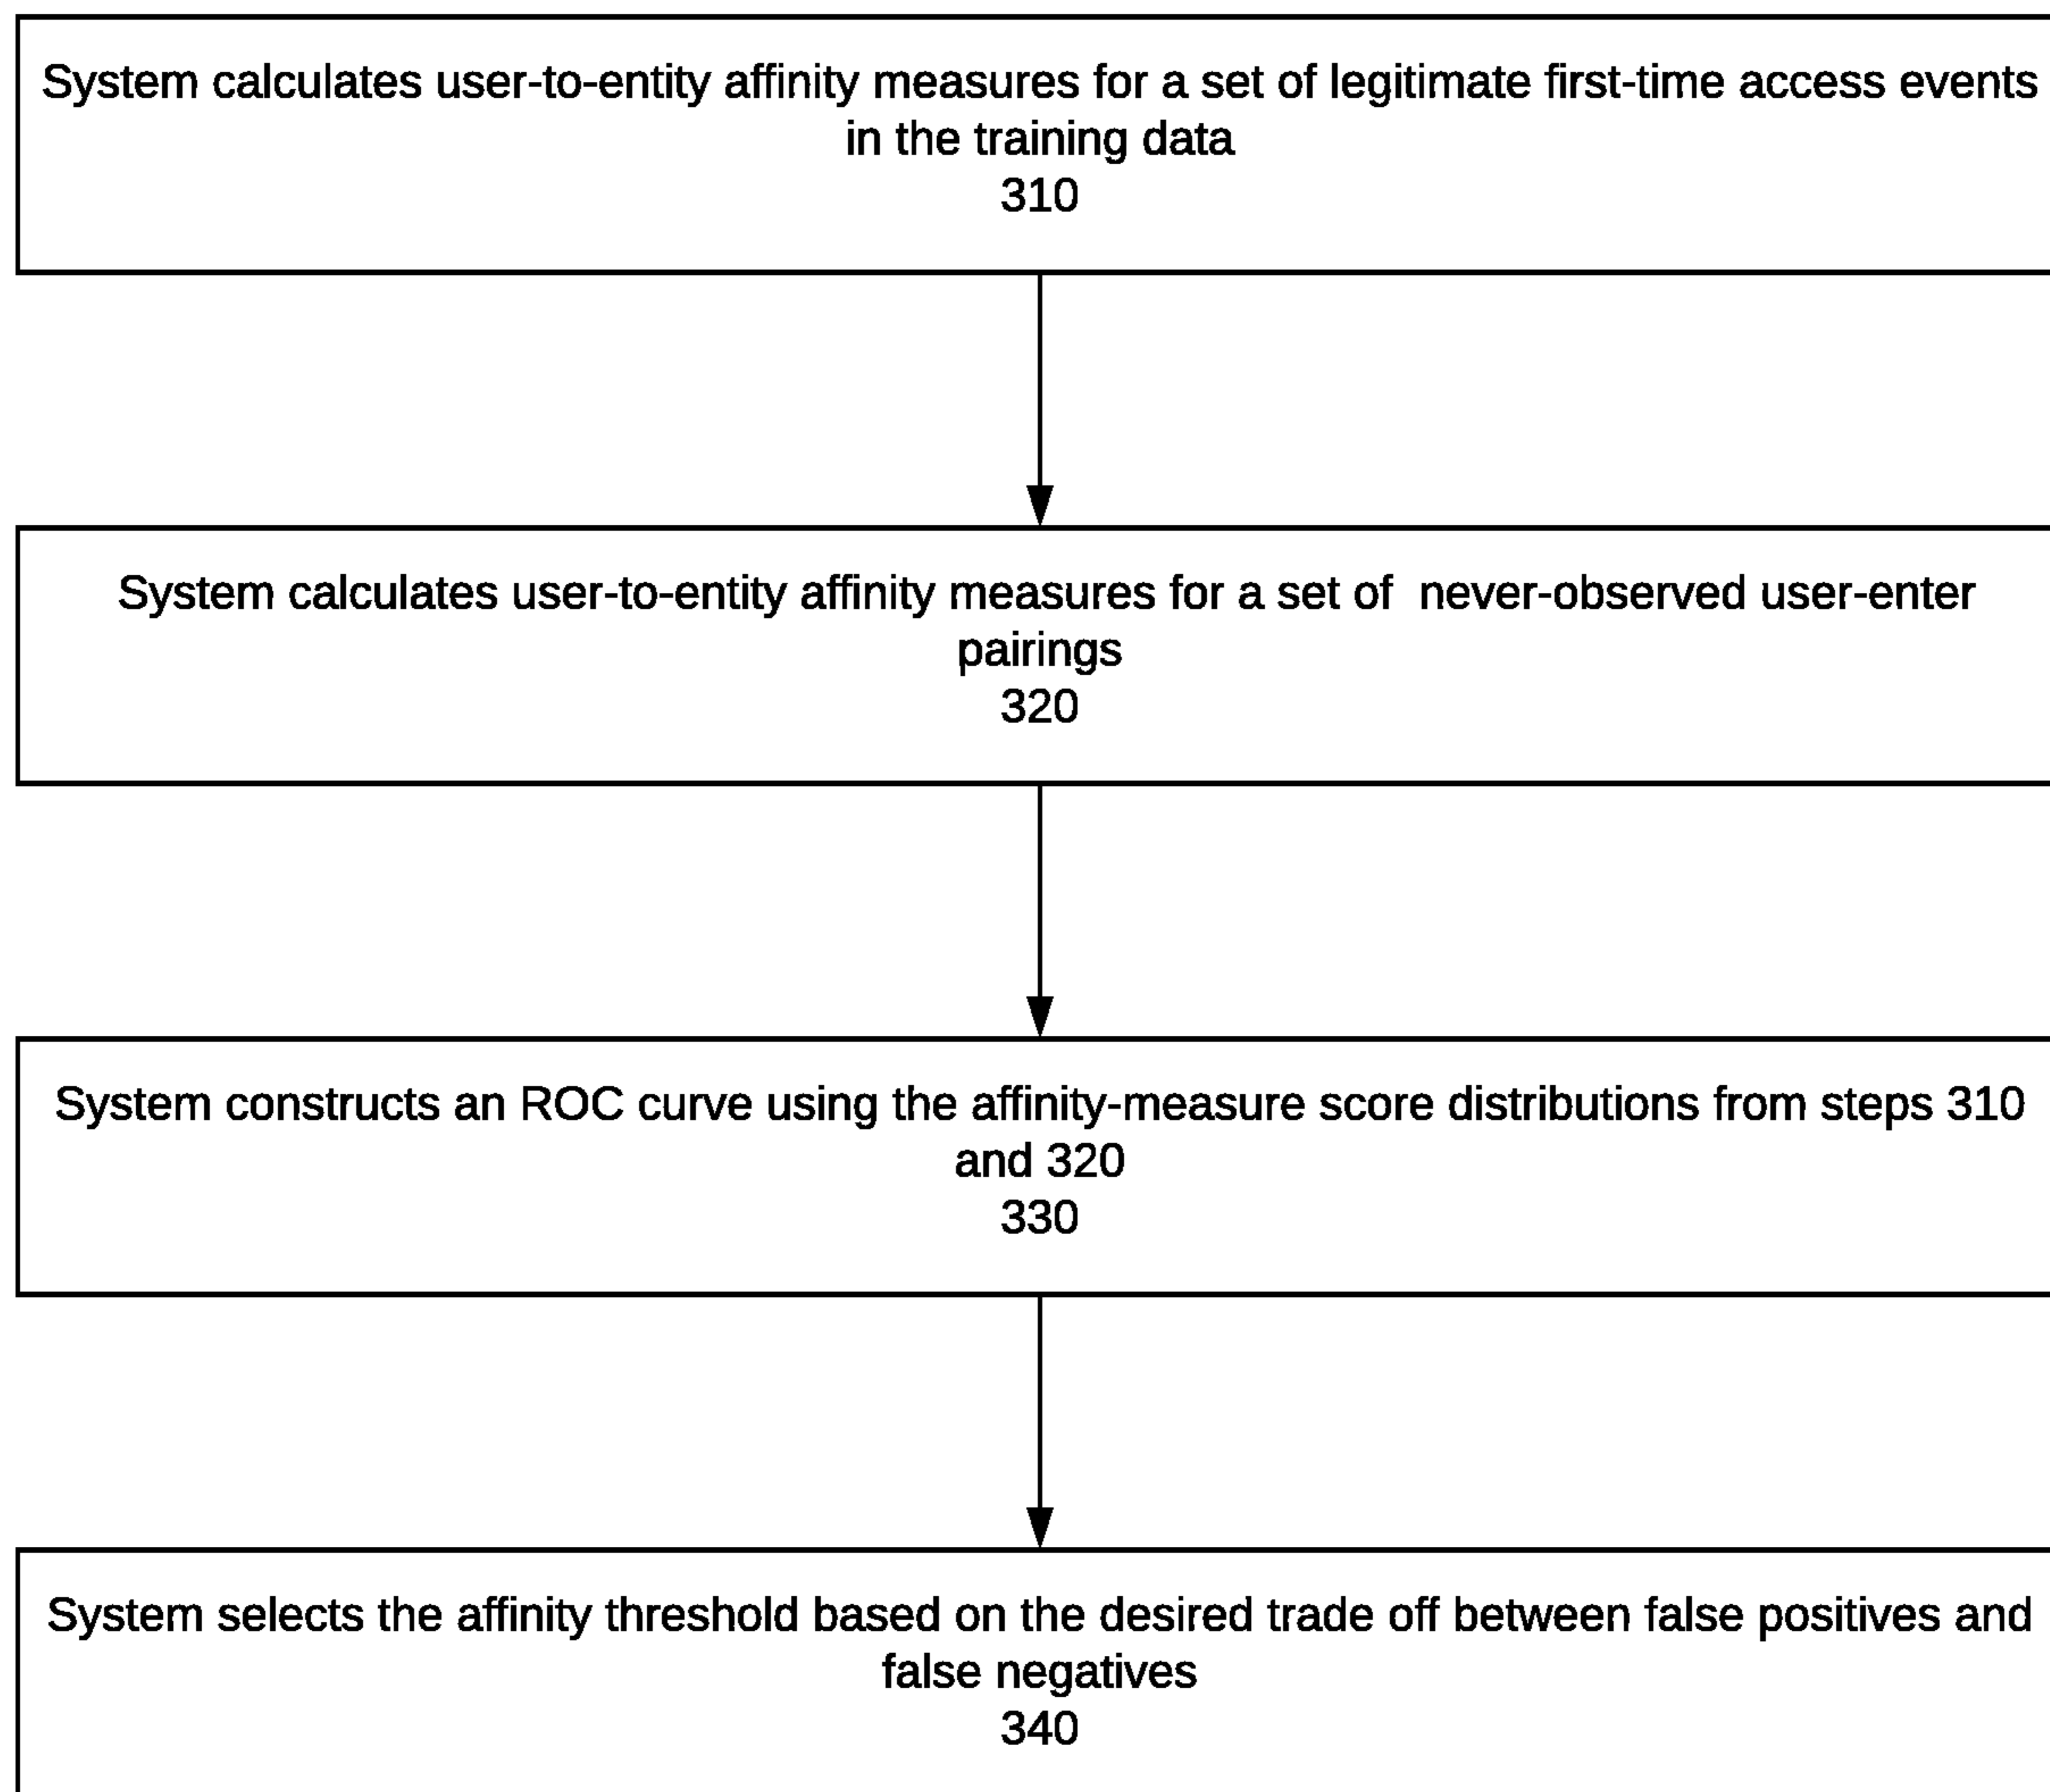 System calculates user-to-entity affinity measures for a set of legitimate first-time access events
in the training data
310
System calculates user-to-entity affinity measures for a set of  never-observed user-enter
pairings
320
System constructs an ROC curve using the affinity-measure score distributions from steps 310
and 320
330
System selects the affinity threshold based on the desired trade off between false positives and
false negatives
340